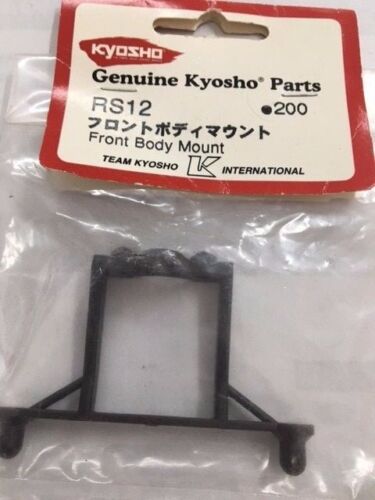 KYOSHO
Genuine Kyosho® Parts
RS12 ●200
フロントボディマウント
Front Body Mount
TEAM KYOSHO K INTERNATIONAL